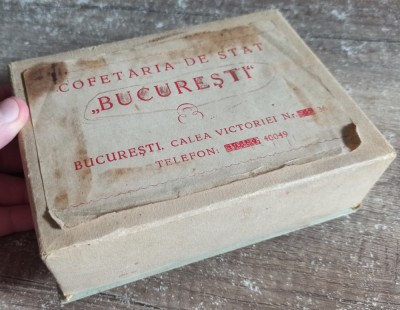 COFETARIA DE STAT
„BUCUREȘTI”
BUCUREȘTI, CALEA VICTORIEI Nr.
TELEFON: 40049